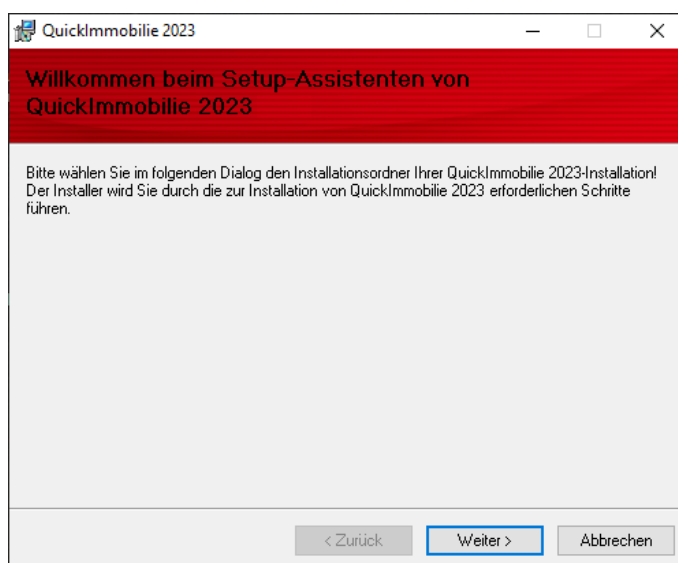 QuickImmobilie 2023
Willkommen beim Setup-Assistenten von
QuickImmobilie 2023
Bitte wählen Sie im folgenden Dialog den Installationsordner Ihrer QuickImmobilie 2023-Installation!
Der Installer wird Sie durch die zur Installation von QuickImmobilie 2023 erforderlichen Schritte
führen.
< Zurück Weiter > Abbrechen